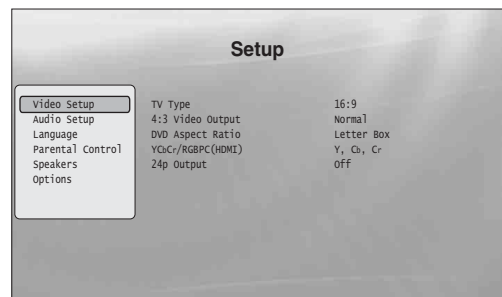 Setup
Video Setup
Audio Setup
Language
Parental Control
Speakers
Options
TV Type 16:9
4:3 Video Output Normal
DVD Aspect Ratio Letter Box
YCbCr/RGBPC(HDMI) Y, Cb, Cr
24p Output Off